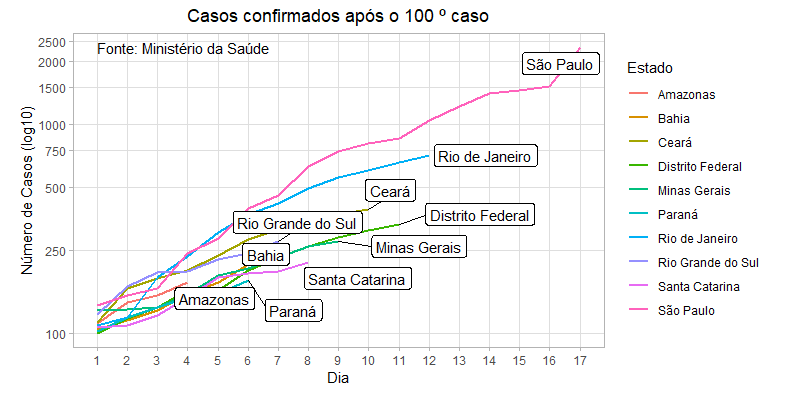 Casos confirmados após o 100 º caso
Fonte: Ministério da Saúde
Número de Casos (log10)
2500
2000
1500
1000
750
500
250
100
São Paulo
Rio de Janeiro
Ceará
Distrito Federal
Rio Grande do Sul
Minas Gerais
Bahia
Santa Catarina
Amazonas
Paraná
1 2 3 4 5 6 7 8 9 10 11 12 13 14 15 16 17
Dia
Estado
Amazonas
Bahia
Ceará
Distrito Federal
Minas Gerais
Paraná
Rio de Janeiro
Rio Grande do Sul
Santa Catarina
São Paulo